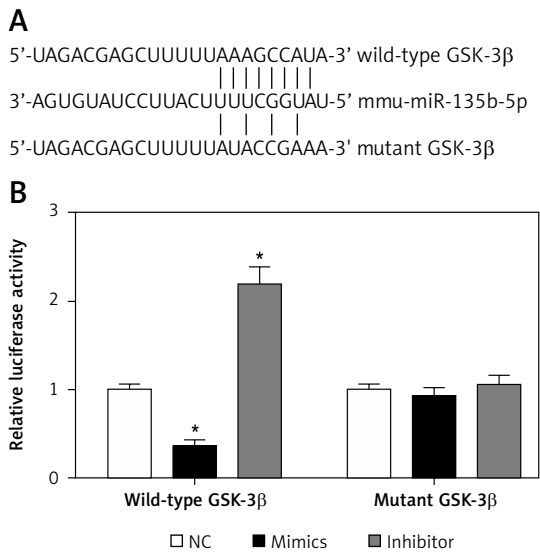 A
5’-UAGACGAGCUUUUUAAAGCCAUA-3’ wild-type GSK-3β
3’-AGUGUAUCCUUACUUUUCGGUAU-5’ mmu-miR-135b-5p
5’-UAGACGAGCUUUUUAUACCGAAA-3' mutant GSK-3β
B
Relative luciferase activity
3
2
1
0
*
*
Wild-type GSK-3β Mutant GSK-3β
NC Mimics Inhibitor